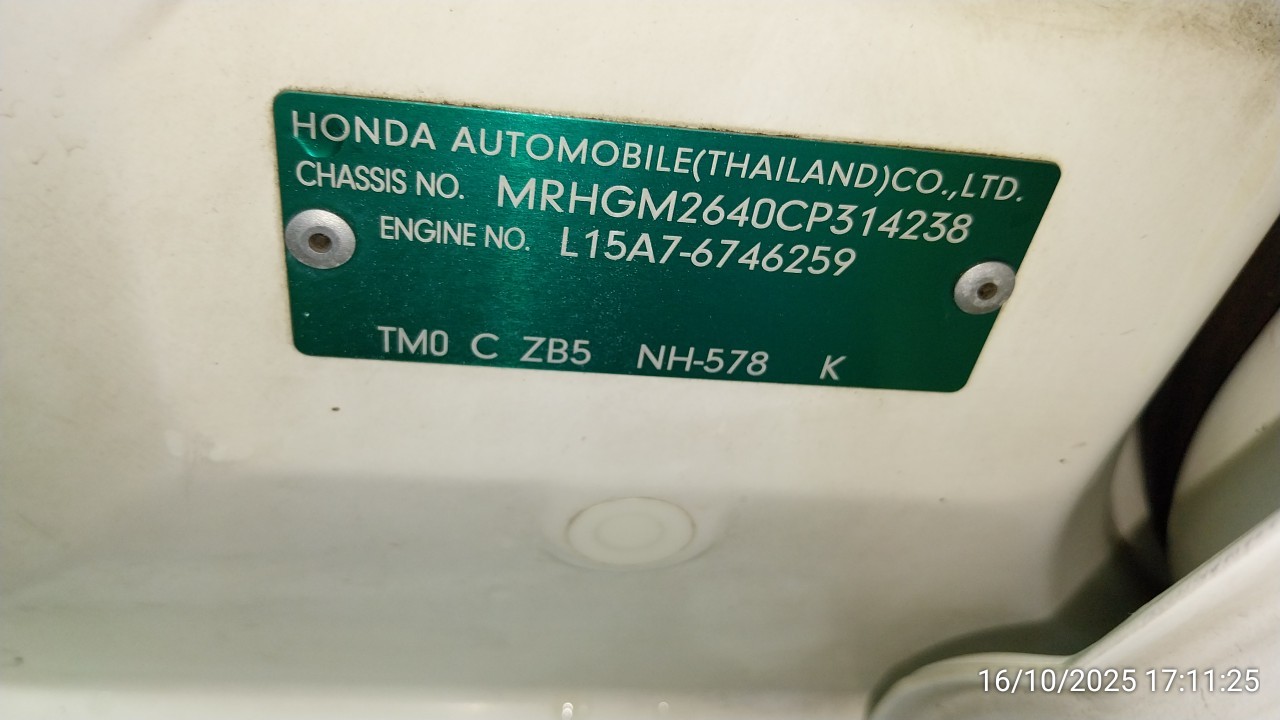 HONDA AUTOMOBILE(THAILAND)CO.,LTD.
CHASSIS NO. MRHGM2640CP314238
ENGINE NO. L15A7-6746259
TM0 C ZB5 NH-578 K
16/10/2025 17:11:25